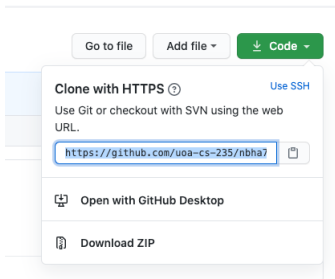 Go to file Add file Code
Clone with HTTPS Use SSH
Use Git or checkout with SVN using the web
URL.
https://github.com/uoa-cs-235/nbha7
Open with GitHub Desktop
Download ZIP